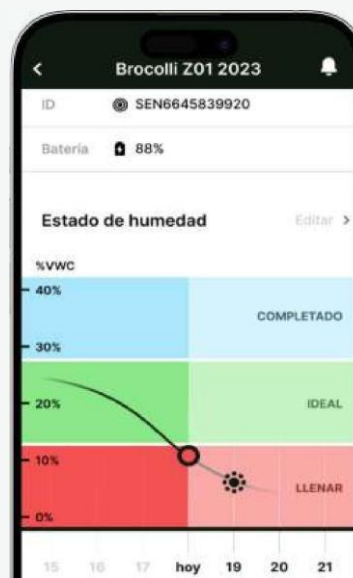 Brocolli Z01 2023
ID SEN6645839920
Batería 88%
Estado de humedad Editar >
%VWC
40%
COMPLETADO
30%
20% IDEAL
10%
LLENAR
0%
15 16 17 hoy 19 20 21